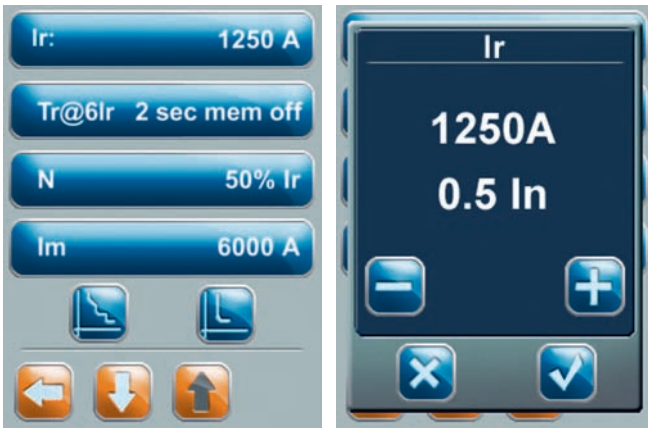 Ir: 1250 A
Tr@6Ir 2 sec mem off
N 50% Ir
Im 6000 A
Ir
1250A
0.5 In